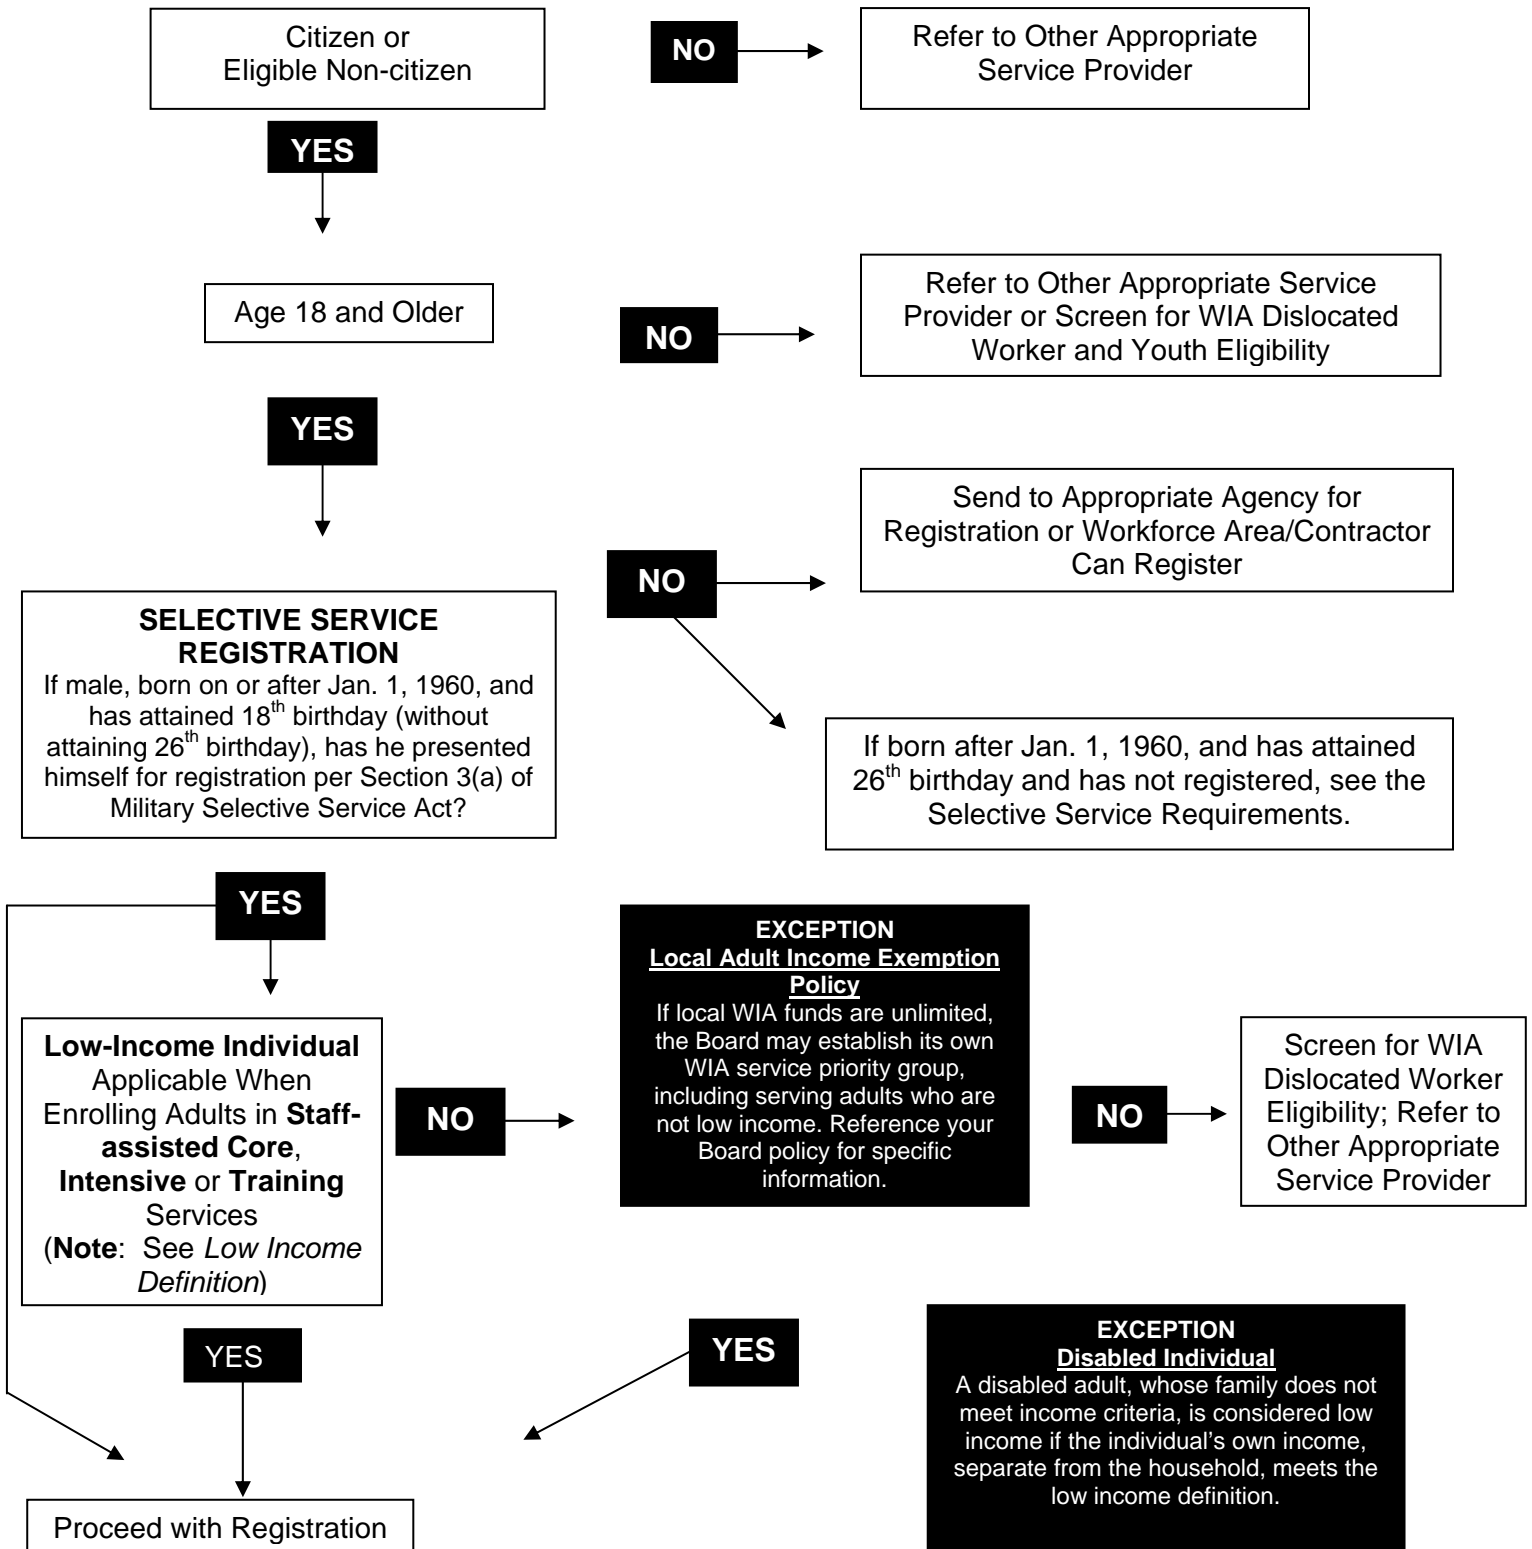 Citizen or
Eligible Non-citizen
NO
Refer to Other Appropriate
Service Provider
YES
Age 18 and Older
NO
Refer to Other Appropriate Service
Provider or Screen for WIA Dislocated
Worker and Youth Eligibility
YES
SELECTIVE SERVICE
REGISTRATION
If male, born on or after Jan. 1, 1960, and
has attained 18th birthday (without
attaining 26th birthday), has he presented
himself for registration per Section 3(a) of
Military Selective Service Act?
NO
Send to Appropriate Agency for
Registration or Workforce Area/Contractor
Can Register
If born after Jan. 1, 1960, and has attained
26th birthday and has not registered, see the
Selective Service Requirements.
YES
Low-Income Individual
Applicable When
Enrolling Adults in Staff-
assisted Core,
Intensive or Training
Services
(Note: See Low Income
Definition)
NO
EXCEPTION
Local Adult Income Exemption
Policy
If local WIA funds are unlimited,
the Board may establish its own
WIA service priority group,
including serving adults who are
not low income. Reference your
Board policy for specific
information.
NO
Screen for WIA
Dislocated Worker
Eligibility; Refer to
Other Appropriate
Service Provider
YES
YES
EXCEPTION
Disabled Individual
A disabled adult, whose family does not
meet income criteria, is considered low
income if the individual’s own income,
separate from the household, meets the
low income definition.
Proceed with Registration